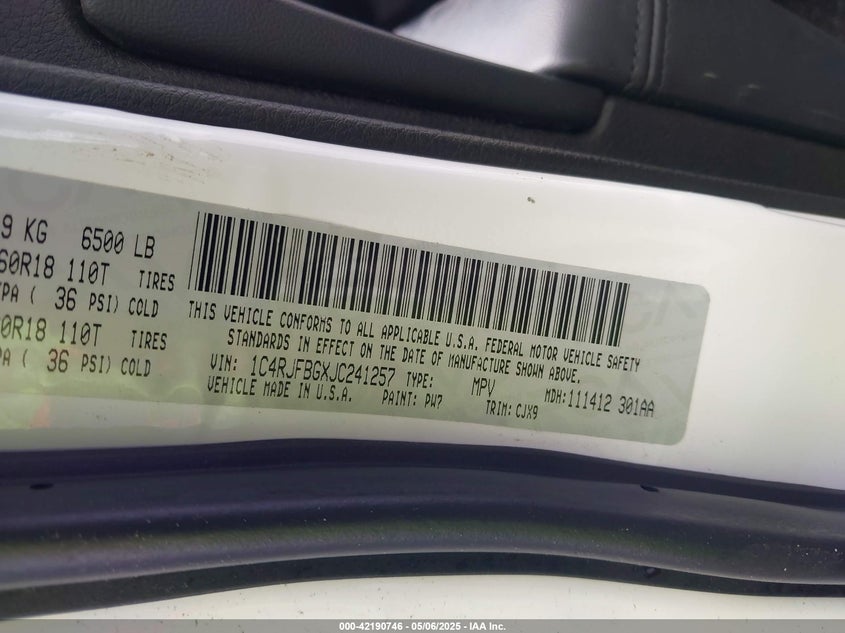 9 KG 6500 LB
60R18 110T TIRES
PA ( 36 PSI) COLD
0R18 110T TIRES
PA ( 36 PSI) COLD
THIS VEHICLE CONFORMS TO ALL APPLICABLE U.S.A. FEDERAL MOTOR VEHICLE SAFETY
STANDARDS IN EFFECT ON THE DATE OF MANUFACTURE SHOWN ABOVE.
VIN: 1C4RJFBGXJC241257 TYPE: MPV MDH:111412 301AA
VEHICLE MADE IN U.S.A. PAINT: PW7 TRIM: CJX9
000-42190746 - 05/06/2025 - IAA Inc.